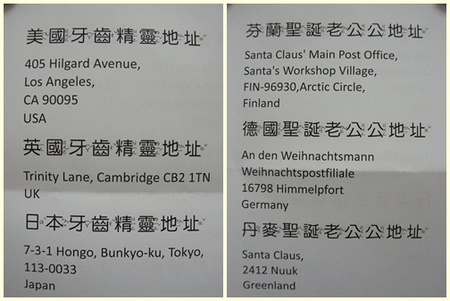 美國牙齒精靈地址
405 Hilgard Avenue,
Los Angeles,
CA 90095
USA
英國牙齒精靈地址
Trinity Lane, Cambridge CB2 1TN
UK
日本牙齒精靈地址
7-3-1 Hongo, Bunkyo-ku, Tokyo,
113-0033
Japan
芬蘭聖誕老公公地址
Santa Claus' Main Post Office,
Santa's Workshop Village,
FIN-96930,Arctic Circle,
Finland
德國聖誕老公公地址
An den Weihnachtsmann
Weihnachtspostfiliale
16798 Himmelpfort
Germany
丹麥聖誕老公公地址
Santa Claus,
2412 Nuuk
Greenland